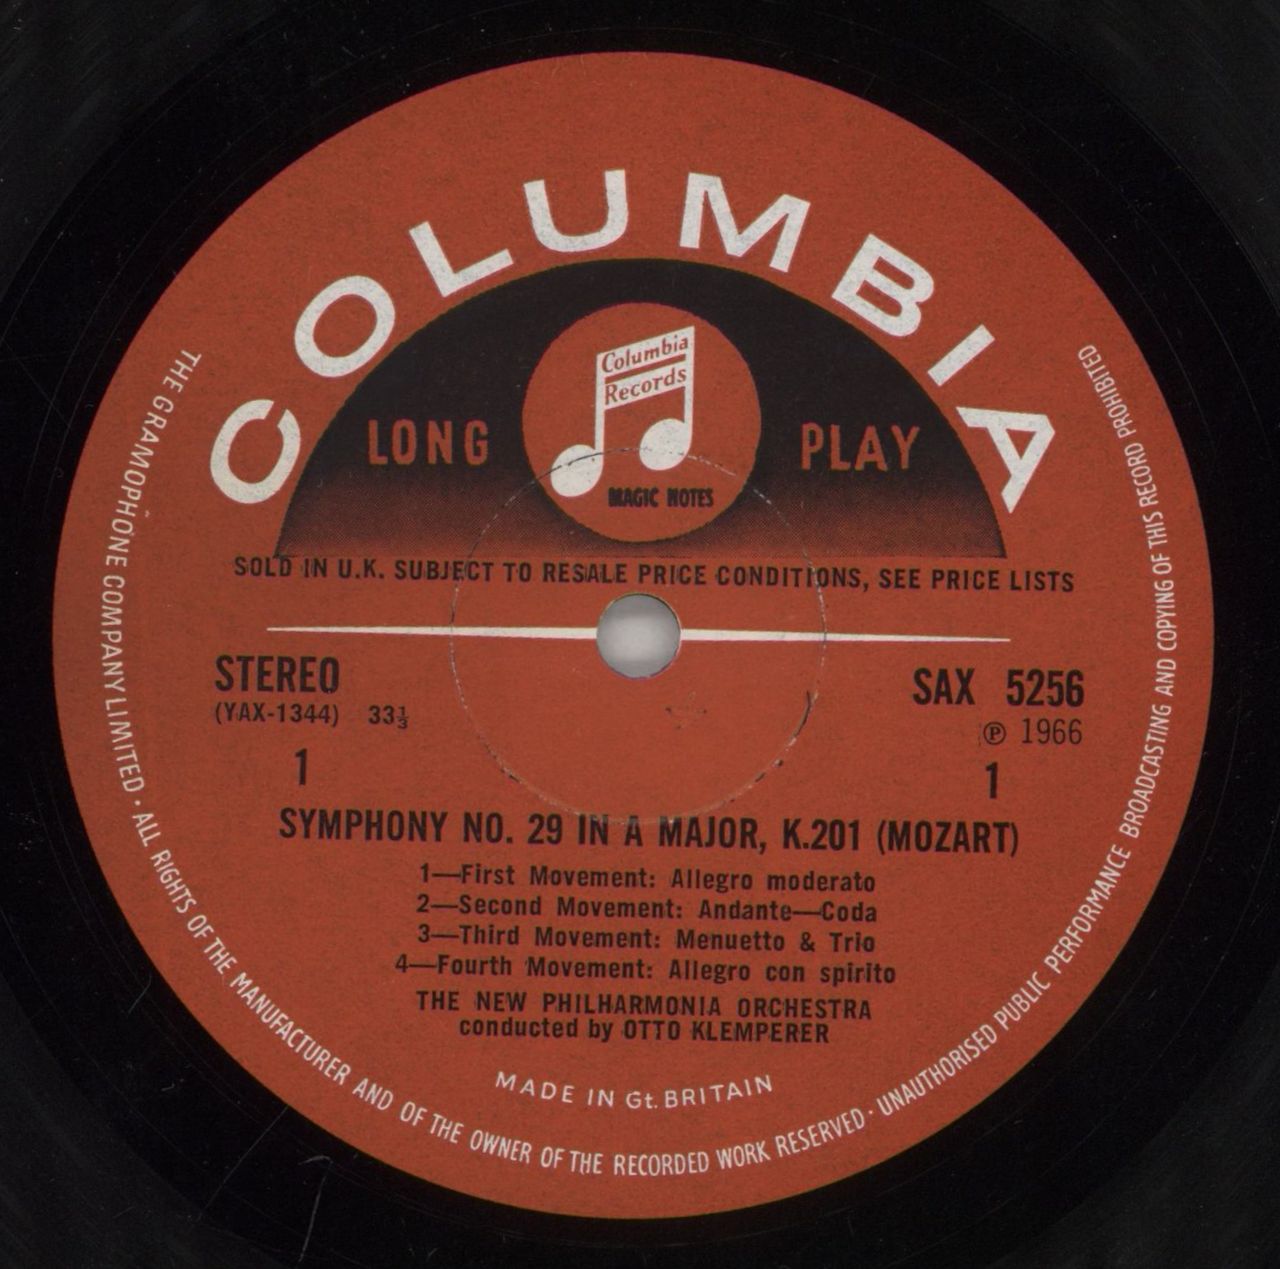 COLUMBIA
Columbia
Records
LONG PLAY
MAGIC NOTES
SOLD IN U.K. SUBJECT TO RESALE PRICE CONDITIONS, SEE PRICE LISTS
STEREO SAX 5256
(YAX-1344) 33⅓ ℗ 1966
1 1
SYMPHONY NO. 29 IN A MAJOR, K.201 (MOZART)
1—First Movement: Allegro moderato
2—Second Movement: Andante—Coda
3—Third Movement: Menuetto & Trio
4—Fourth Movement: Allegro con spirito
THE NEW PHILHARMONIA ORCHESTRA
conducted by OTTO KLEMPERER
MADE IN Gt. BRITAIN
THE GRAMOPHONE COMPANY LIMITED · ALL RIGHTS OF THE MANUFACTURER AND OF THE OWNER OF THE RECORDED WORK RESERVED · UNAUTHORISED PUBLIC PERFORMANCE BROADCASTING AND COPYING OF THIS RECORD PROHIBITED